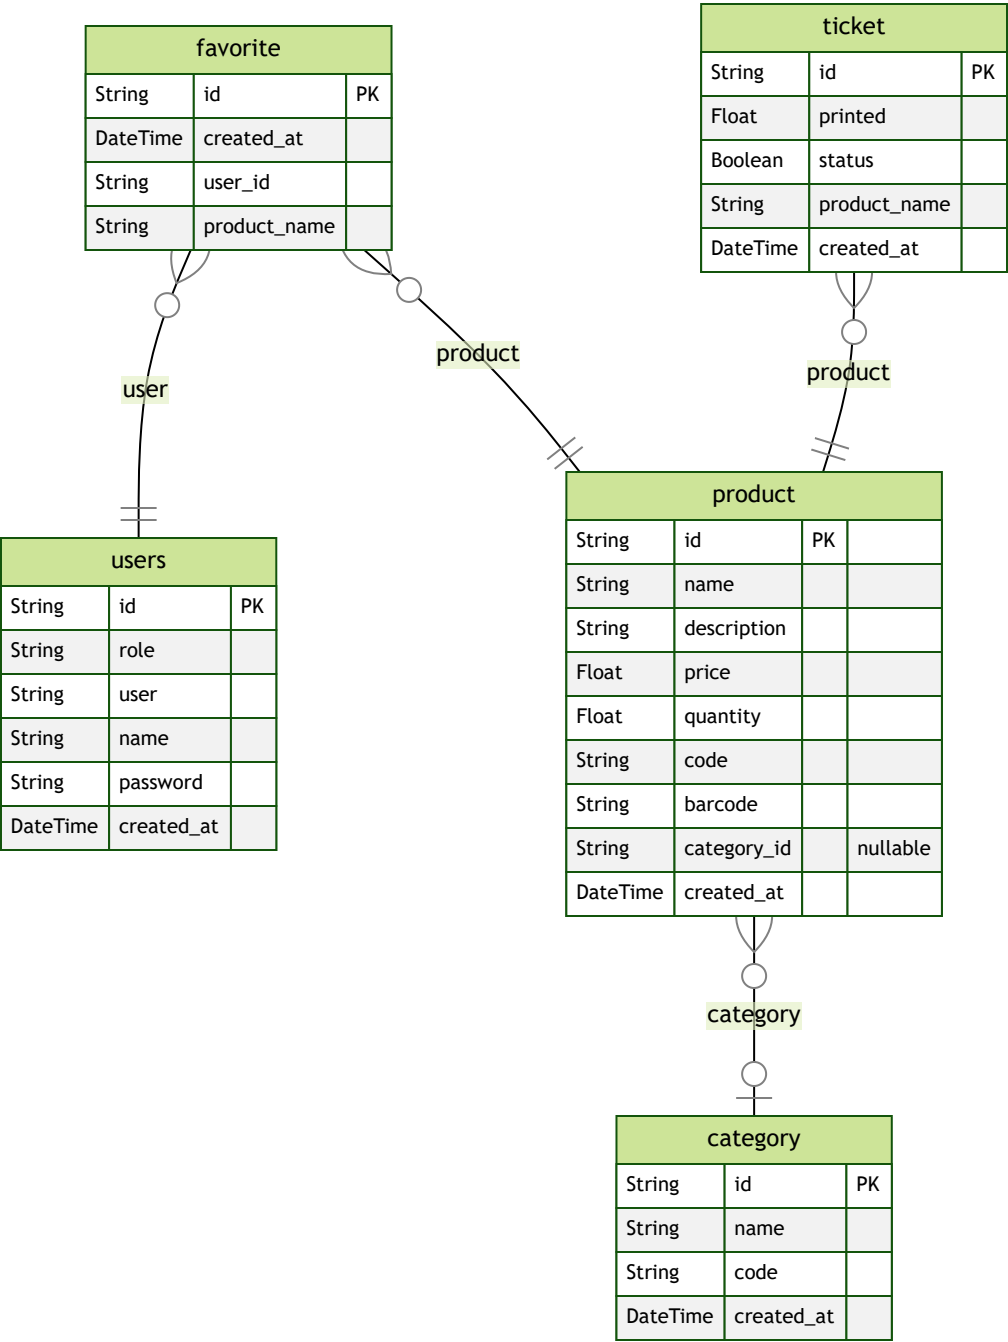 favorite
String id PK
DateTime created_at
String user_id
String product_name
ticket
String id PK
Float printed
Boolean status
String product_name
DateTime created_at
user
product
product
users
String id PK
String role
String user
String name
String password
DateTime created_at
product
String id PK
String name
String description
Float price
Float quantity
String code
String barcode
String category_id nullable
DateTime created_at
category
category
String id PK
String name
String code
DateTime created_at